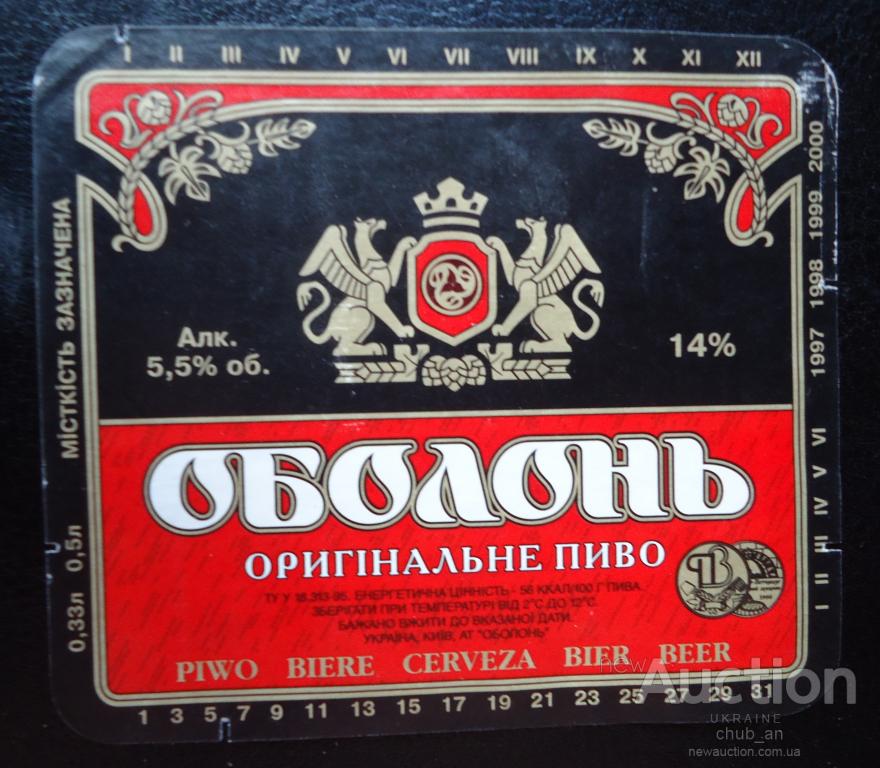 I II III IV V VI VII VIII IX X XI XII
МІСТКІСТЬ ЗАЗНАЧЕНА
0,33л 0,5л
1997 1998 1999 2000
I II III IV V VI
Алк.
5,5% об.
14%
ОБОЛОНЬ
ОРИГІНАЛЬНЕ ПИВО
ТУ У 18.313-95. ЕНЕРГЕТИЧНА ЦІННІСТЬ - 56 ККАЛ/100 Г ПИВА.
ЗБЕРІГАТИ ПРИ ТЕМПЕРАТУРІ ВІД 2°С ДО 12°С.
БАЖАНО ВЖИТИ ДО ВКАЗАНОЇ ДАТИ.
УКРАЇНА, КИЇВ, АТ "ОБОЛОНЬ"
PIWO BIERE CERVEZA BIER BEER
1 3 5 7 9 11 13 15 17 19 21 23 25 27 29 31
newAuction
UKRAINE
chub_an
newauction.com.ua